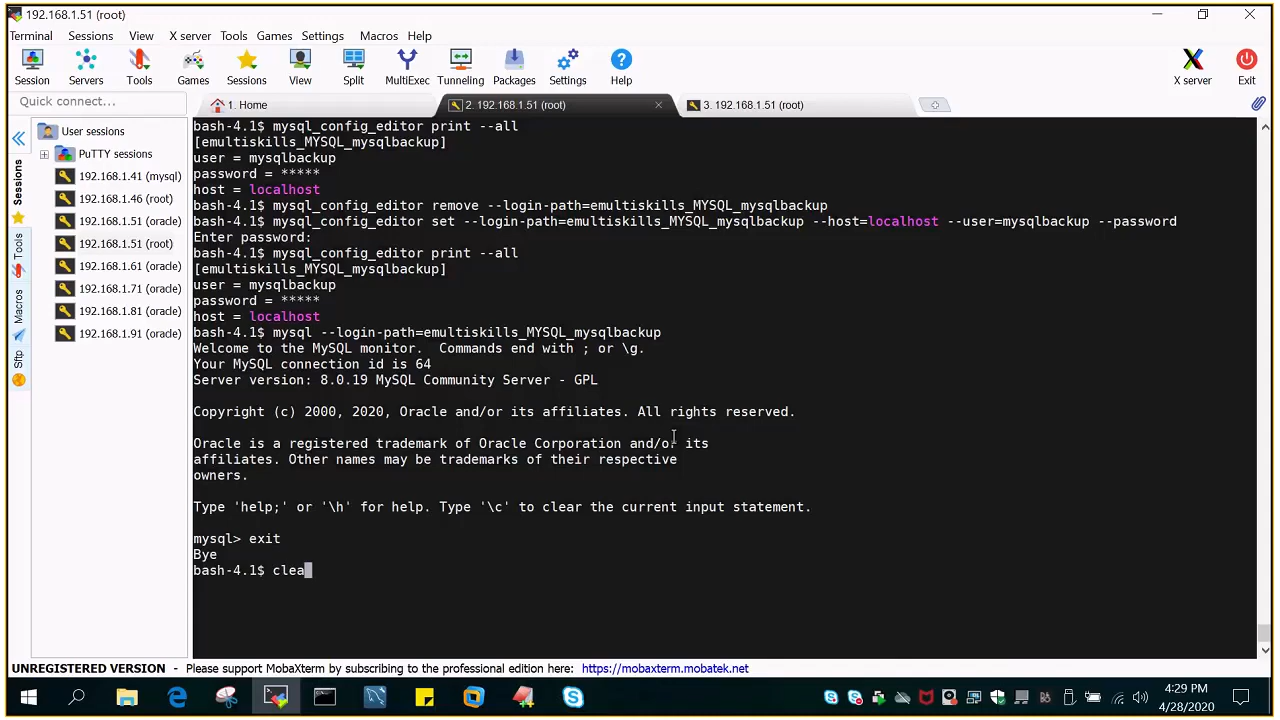 192.168.1.51 (root)
Terminal Sessions View X server Tools Games Settings Macros Help
Session Servers Tools Games Sessions View Split MultiExec Tunneling Packages Settings Help X server Exit
Quick connect...
1. Home
2. 192.168.1.51 (root)
3. 192.168.1.51 (root)
Sessions
Tools
Macros
Sftp
User sessions
PuTTY sessions
192.168.1.41 (mysql)
192.168.1.46 (root)
192.168.1.51 (oracle)
192.168.1.51 (root)
192.168.1.61 (oracle)
192.168.1.71 (oracle)
192.168.1.81 (oracle)
192.168.1.91 (oracle)
bash-4.1$ mysql_config_editor print --all
[emultiskills_MYSQL_mysqlbackup]
user = mysqlbackup
password = *****
host = localhost
bash-4.1$ mysql_config_editor remove --login-path=emultiskills_MYSQL_mysqlbackup
bash-4.1$ mysql_config_editor set --login-path=emultiskills_MYSQL_mysqlbackup --host=localhost --user=mysqlbackup --password
Enter password:
bash-4.1$ mysql_config_editor print --all
[emultiskills_MYSQL_mysqlbackup]
user = mysqlbackup
password = *****
host = localhost
bash-4.1$ mysql --login-path=emultiskills_MYSQL_mysqlbackup
Welcome to the MySQL monitor.  Commands end with ; or \g.
Your MySQL connection id is 64
Server version: 8.0.19 MySQL Community Server - GPL
Copyright (c) 2000, 2020, Oracle and/or its affiliates. All rights reserved.
Oracle is a registered trademark of Oracle Corporation and/or its
affiliates. Other names may be trademarks of their respective
owners.
Type 'help;' or '\h' for help. Type '\c' to clear the current input statement.
mysql> exit
Bye
bash-4.1$ clea
UNREGISTERED VERSION - Please support MobaXterm by subscribing to the professional edition here: https://mobaxterm.mobatek.net
4:29 PM
4/28/2020